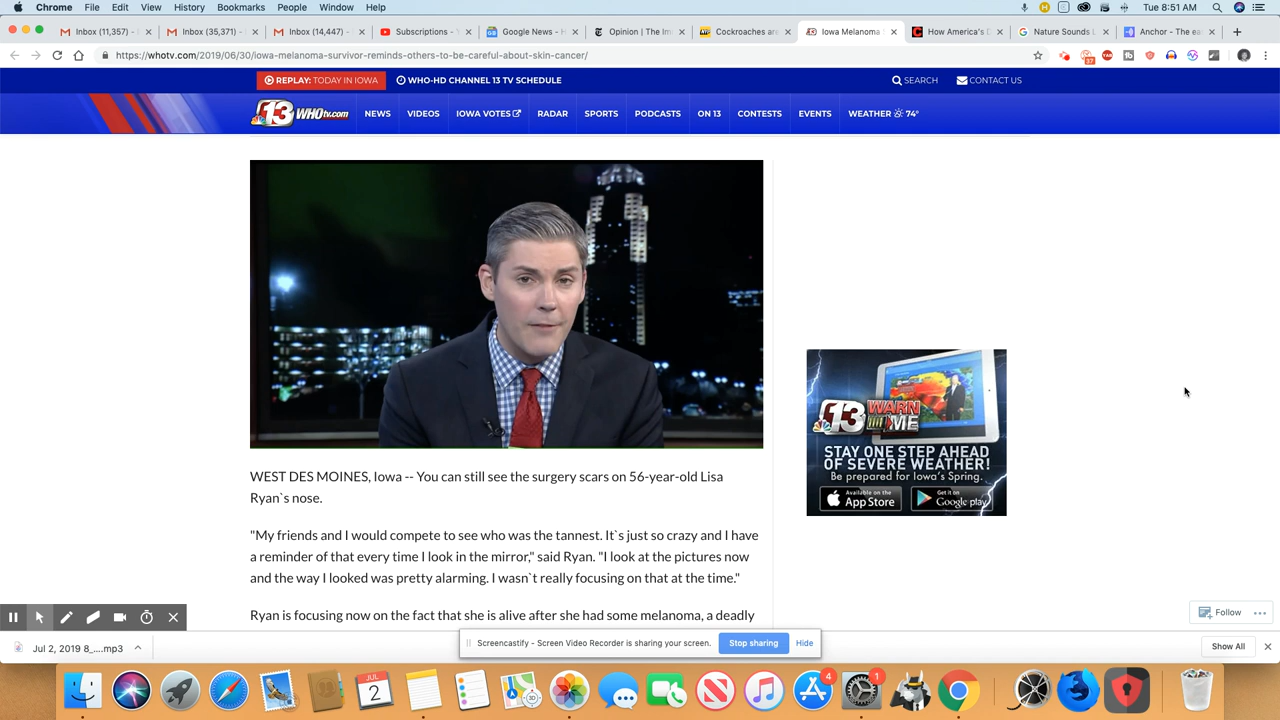 Chrome File Edit View History Bookmarks People Window Help Tue 8:51 AM
Inbox (11,357) Inbox (35,371) - Inbox (14,447) - Subscriptions - Google News - H Opinion | The Im Cockroaches are Iowa Melanoma How America's D Nature Sounds L Anchor - The ea
https://whotv.com/2019/06/30/iowa-melanoma-survivor-reminds-others-to-be-careful-about-skin-cancer/
REPLAY: TODAY IN IOWA WHO-HD CHANNEL 13 TV SCHEDULE SEARCH CONTACT US
13 WHOtv.com NEWS VIDEOS IOWA VOTES RADAR SPORTS PODCASTS ON 13 CONTESTS EVENTS WEATHER 74°
13 WARN ME
STAY ONE STEP AHEAD
OF SEVERE WEATHER!
Be prepared for Iowa's Spring.
Available on the App Store Get it on Google play
WEST DES MOINES, Iowa -- You can still see the surgery scars on 56-year-old Lisa
Ryan`s nose.
"My friends and I would compete to see who was the tannest. It`s just so crazy and I have
a reminder of that every time I look in the mirror," said Ryan. "I look at the pictures now
and the way I looked was pretty alarming. I wasn`t really focusing on that at the time."
Ryan is focusing now on the fact that she is alive after she had some melanoma, a deadly
Follow
Screencastify - Screen Video Recorder is sharing your screen. Stop sharing Hide
Jul 2, 2019 8_....mp3 Show All
JUL
2
4
1